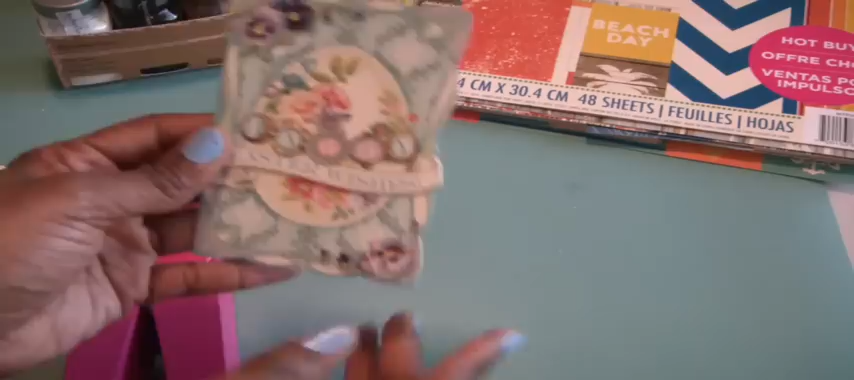 BEACH
DAY
HOT BUY
OFFRE CHO
VENTAS PO
IMPULSO
4 CM X 30.4 CM 48 SHEETS | FEUILLES | HOJAS